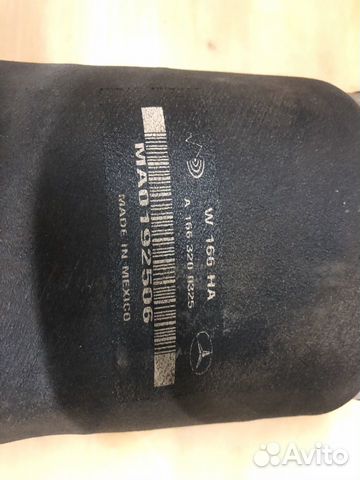 W 166 HA
A 166 320 0325
MA0192506
MADE IN MEXICO
Avito